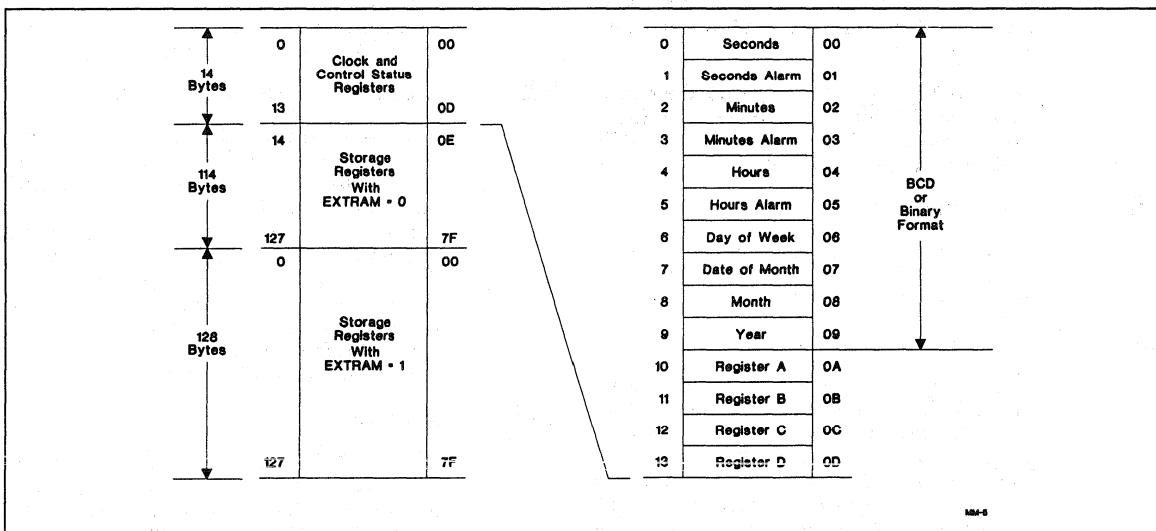 14
Bytes
0
Clock and
Control Status
Registers
00
13
0D
114
Bytes
14
Storage
Registers
With
EXTRAM = 0
0E
127
7F
128
Bytes
0
Storage
Registers
With
EXTRAM = 1
00
127
7F
0 Seconds 00
1 Seconds Alarm 01
2 Minutes 02
3 Minutes Alarm 03
4 Hours 04
5 Hours Alarm 05
6 Day of Week 06
7 Date of Month 07
8 Month 08
9 Year 09
10 Register A 0A
11 Register B 0B
12 Register C 0C
13 Register D 0D
BCD
or
Binary
Format
MM-6